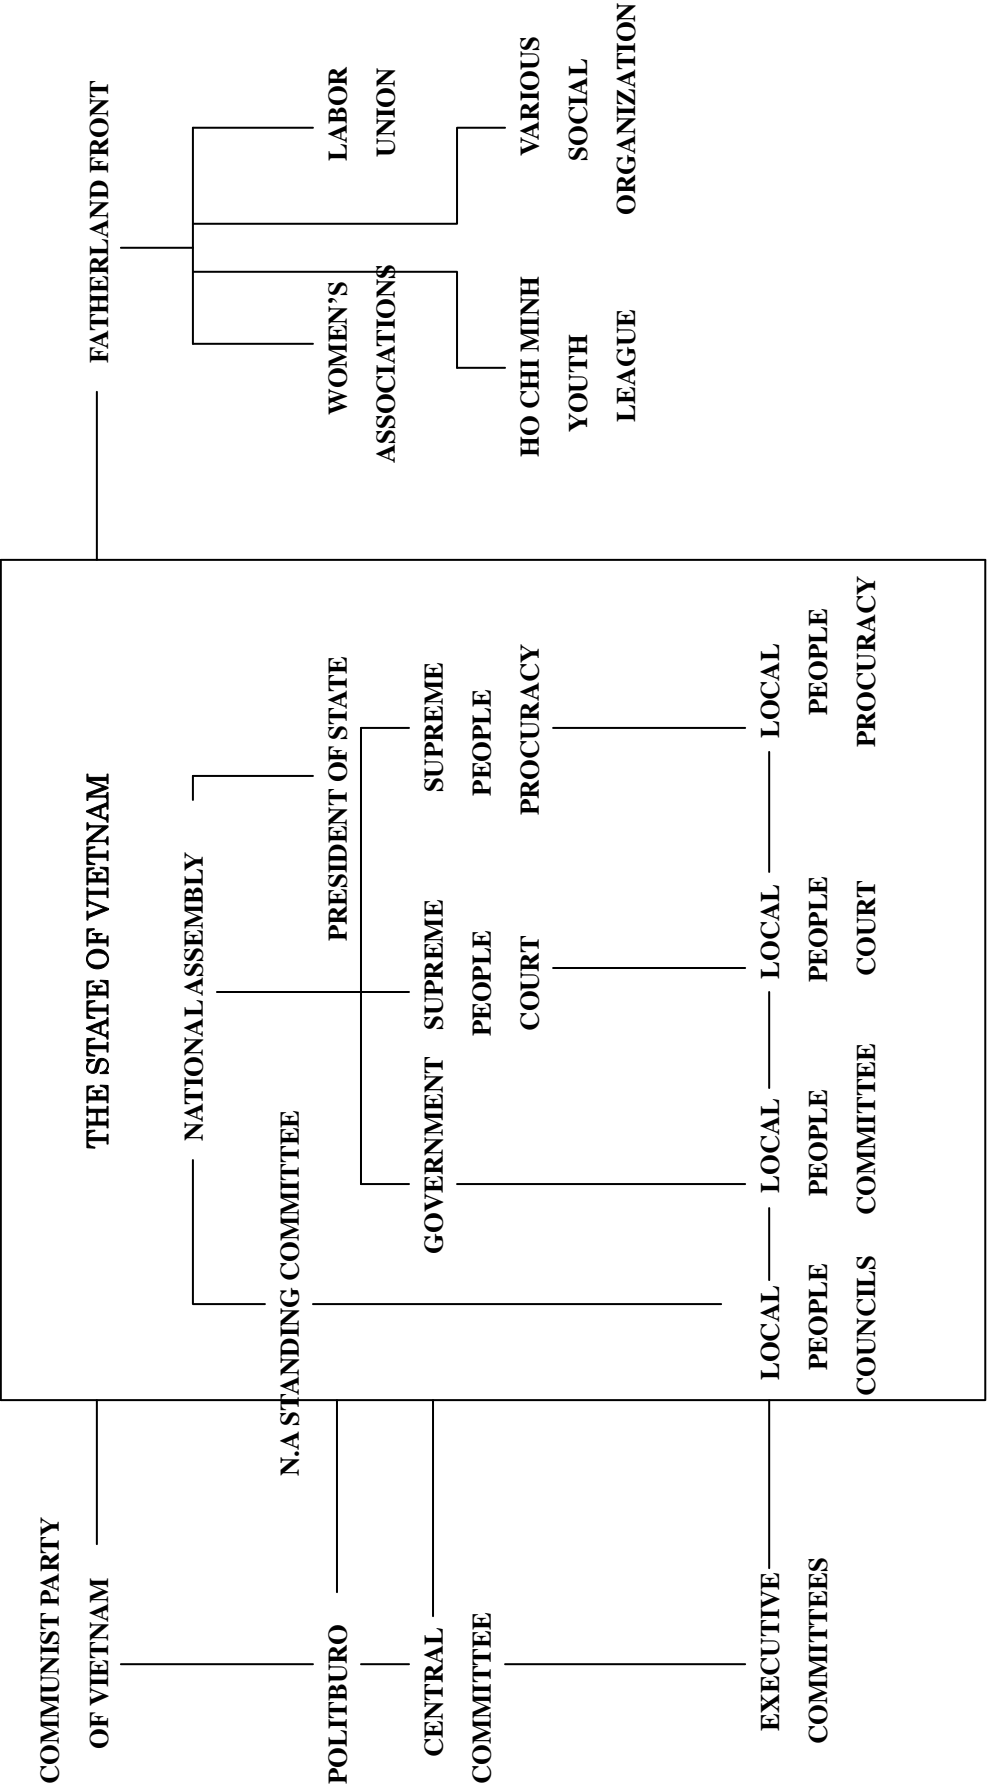 COMMUNIST PARTY
OF VIETNAM
POLITBURO
CENTRAL
COMMITTEE
EXECUTIVE
COMMITTEES
THE STATE OF VIETNAM
NATIONAL ASSEMBLY
N.A STANDING COMMITTEE
PRESIDENT OF STATE
GOVERNMENT
SUPREME
PEOPLE
COURT
SUPREME
PEOPLE
PROCURACY
LOCAL
PEOPLE
COUNCILS
LOCAL
PEOPLE
COMMITTEE
LOCAL
PEOPLE
COURT
LOCAL
PEOPLE
PROCURACY
FATHERLAND FRONT
WOMEN’S
ASSOCIATIONS
LABOR
UNION
HO CHI MINH
YOUTH
LEAGUE
VARIOUS
SOCIAL
ORGANIZATION